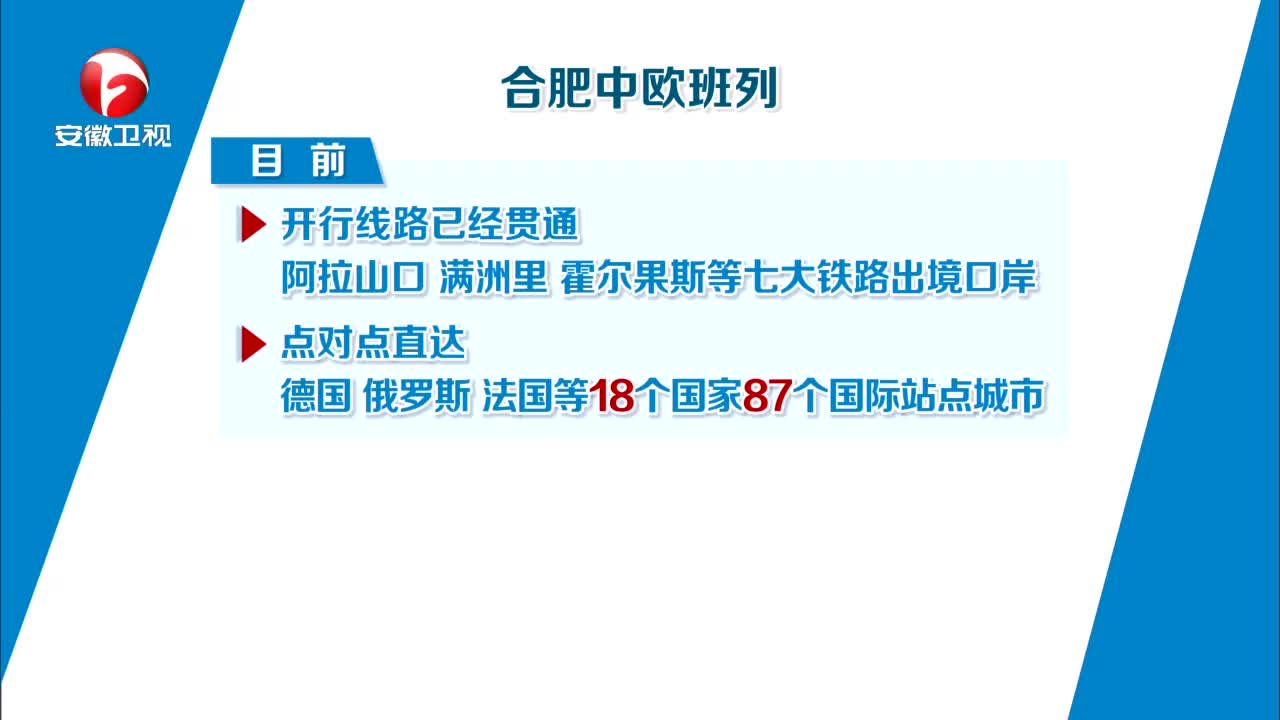 安徽卫视
合肥中欧班列
目 前
开行线路已经贯通
阿拉山口 满洲里 霍尔果斯等七大铁路出境口岸
点对点直达
德国 俄罗斯 法国等18个国家87个国际站点城市